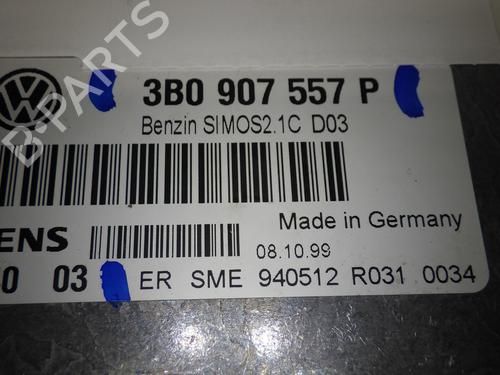 B-PARTS
3B0 907 557 P
Benzin SIMOS2.1C D03
Made in Germany
ENS
08.10.99
0 03 ER SME 940512 R031 0034